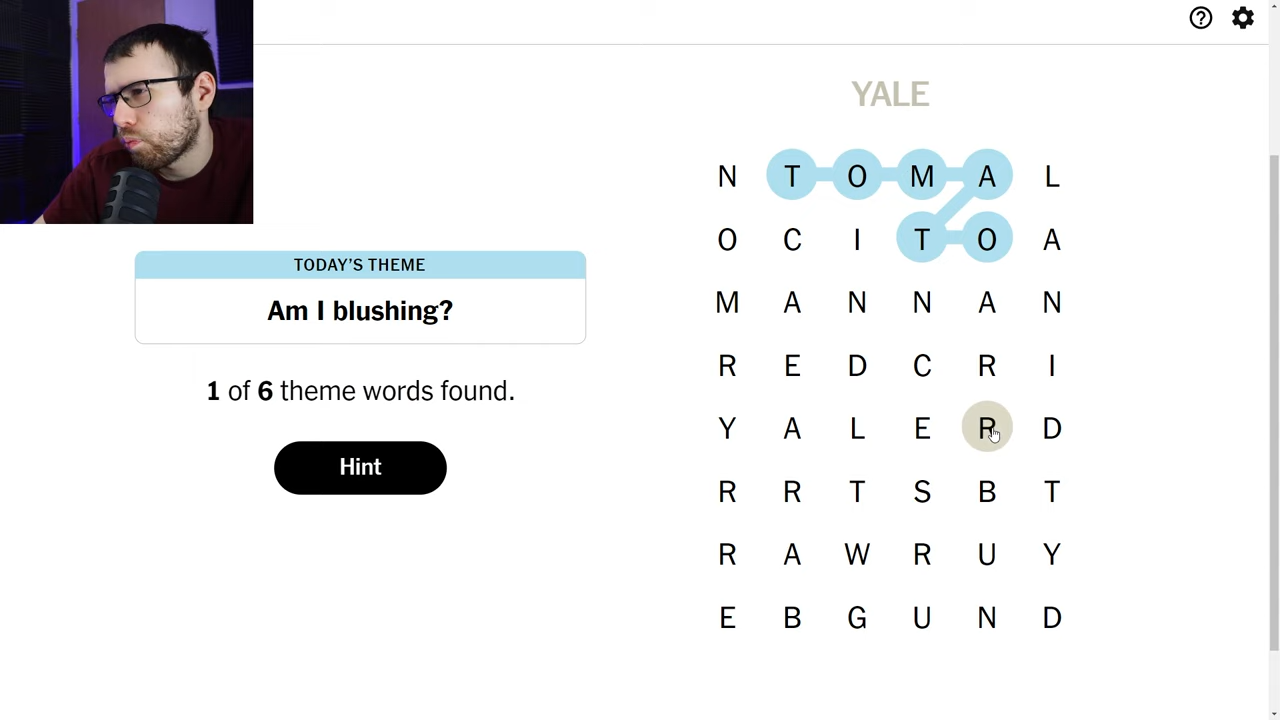 YALE
N T O M A L
O C I T O A
M A N N A N
R E D C R I
Y A L E R D
R R T S B T
R A W R U Y
E B G U N D
TODAY'S THEME
Am I blushing?
1 of 6 theme words found.
Hint